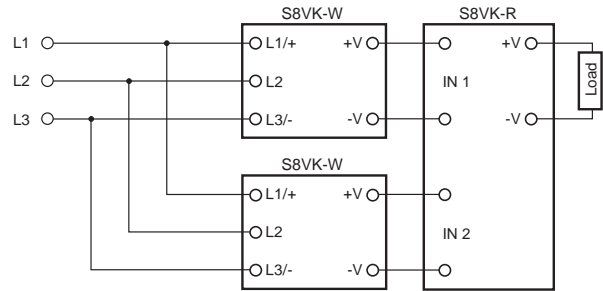 S8VK-W
S8VK-R
L1
L1/+
+V
+V
L2
L2
IN 1
Load
L3
L3/-
-V
-V
S8VK-W
L1/+
+V
L2
IN 2
L3/-
-V